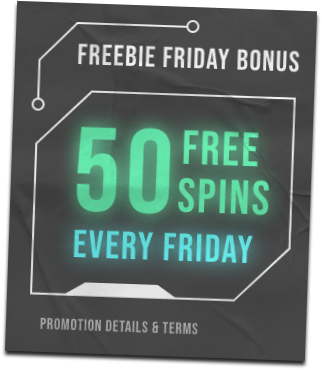 FREEBIE FRIDAY BONUS
50 FREE
SPINS
EVERY FRIDAY
PROMOTION DETAILS & TERMS